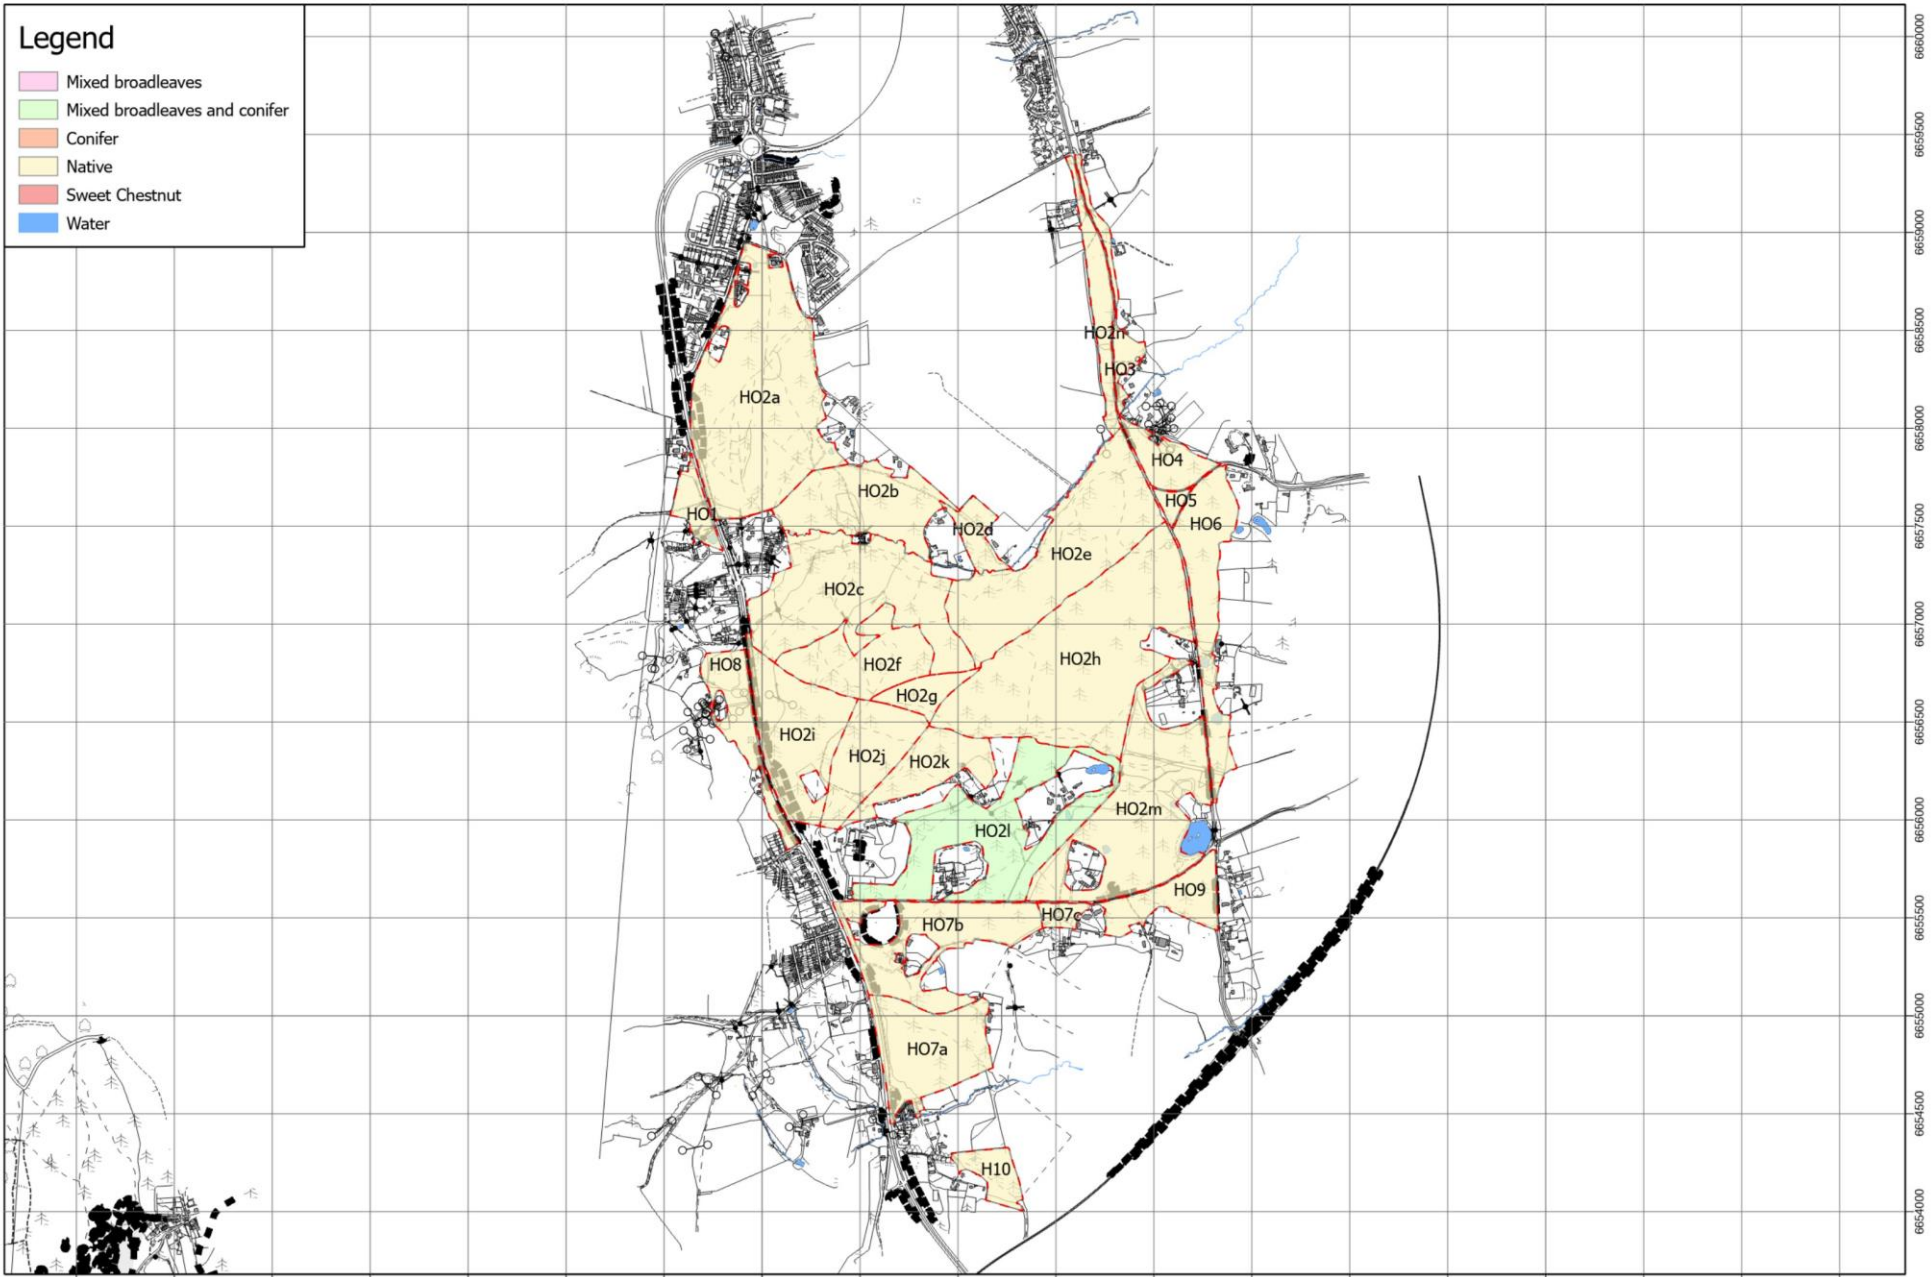 Legend
Mixed broadleaves
Mixed broadleaves and conifer
Conifer
Native
Sweet Chestnut
Water
6660000
6659500
6659000
HO2n
6658500
HO3
HO2a
6658000
HO4
HO2b
HO5
HO1
HO2d
HO6
6657500
HO2e
HO2c
6657000
HO8
HO2f
HO2h
HO2g
6656500
HO2i
HO2j
HO2k
HO2m
6656000
HO2l
HO9
HO7c
HO7b
6655500
6655000
HO7a
6654500
H10
6654000